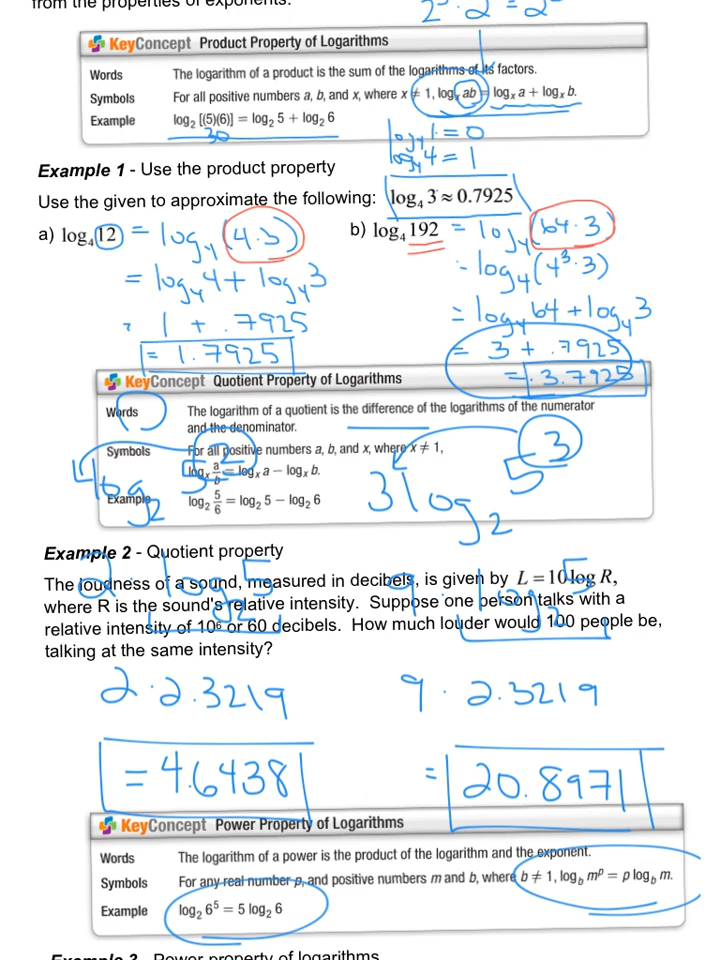 from the properties of exponents.
2 · 2 = 2
KeyConcept Product Property of Logarithms
Words The logarithm of a product is the sum of the logarithms of its factors.
Symbols For all positive numbers a, b, and x, where x ≠ 1, logₓ ab = logₓ a + logₓ b.
Example log₂ [(5)(6)] = log₂ 5 + log₂ 6
30
log₄ 1 = 0
log₄ 4 = 1
Example 1 - Use the product property
Use the given to approximate the following: log₄ 3 ≈ 0.7925
a) log₄ 12 = log₄ (4·3)
= log₄ 4 + log₄ 3
= 1 + .7925
= 1.7925
b) log₄ 192 = log₄ (64·3)
= log₄ (4³·3)
= log₄ 64 + log₄ 3
= 3 + .7925
= 3.7925
KeyConcept Quotient Property of Logarithms
Words The logarithm of a quotient is the difference of the logarithms of the numerator
and the denominator.
Symbols For all positive numbers a, b, and x, where x ≠ 1,
logₓ a/b = logₓ a − logₓ b.
Example log₂ 5/6 = log₂ 5 − log₂ 6
log₂ 5²
3 log₂ 5³
Example 2 - Quotient property
The loudness of a sound, measured in decibels, is given by L = 10 log R,
where R is the sound's relative intensity. Suppose one person talks with a
relative intensity of 10⁶ or 60 decibels. How much louder would 100 people be,
talking at the same intensity?
2 · log₂ 5
9 · log₂ 5
2 · 2.3219
= 4.6438
9 · 2.3219
= 20.8971
KeyConcept Power Property of Logarithms
Words The logarithm of a power is the product of the logarithm and the exponent.
Symbols For any real number p, and positive numbers m and b, where b ≠ 1, log_b mᵖ = p log_b m.
Example log₂ 6⁵ = 5 log₂ 6
Example 3 - Power property of logarithms